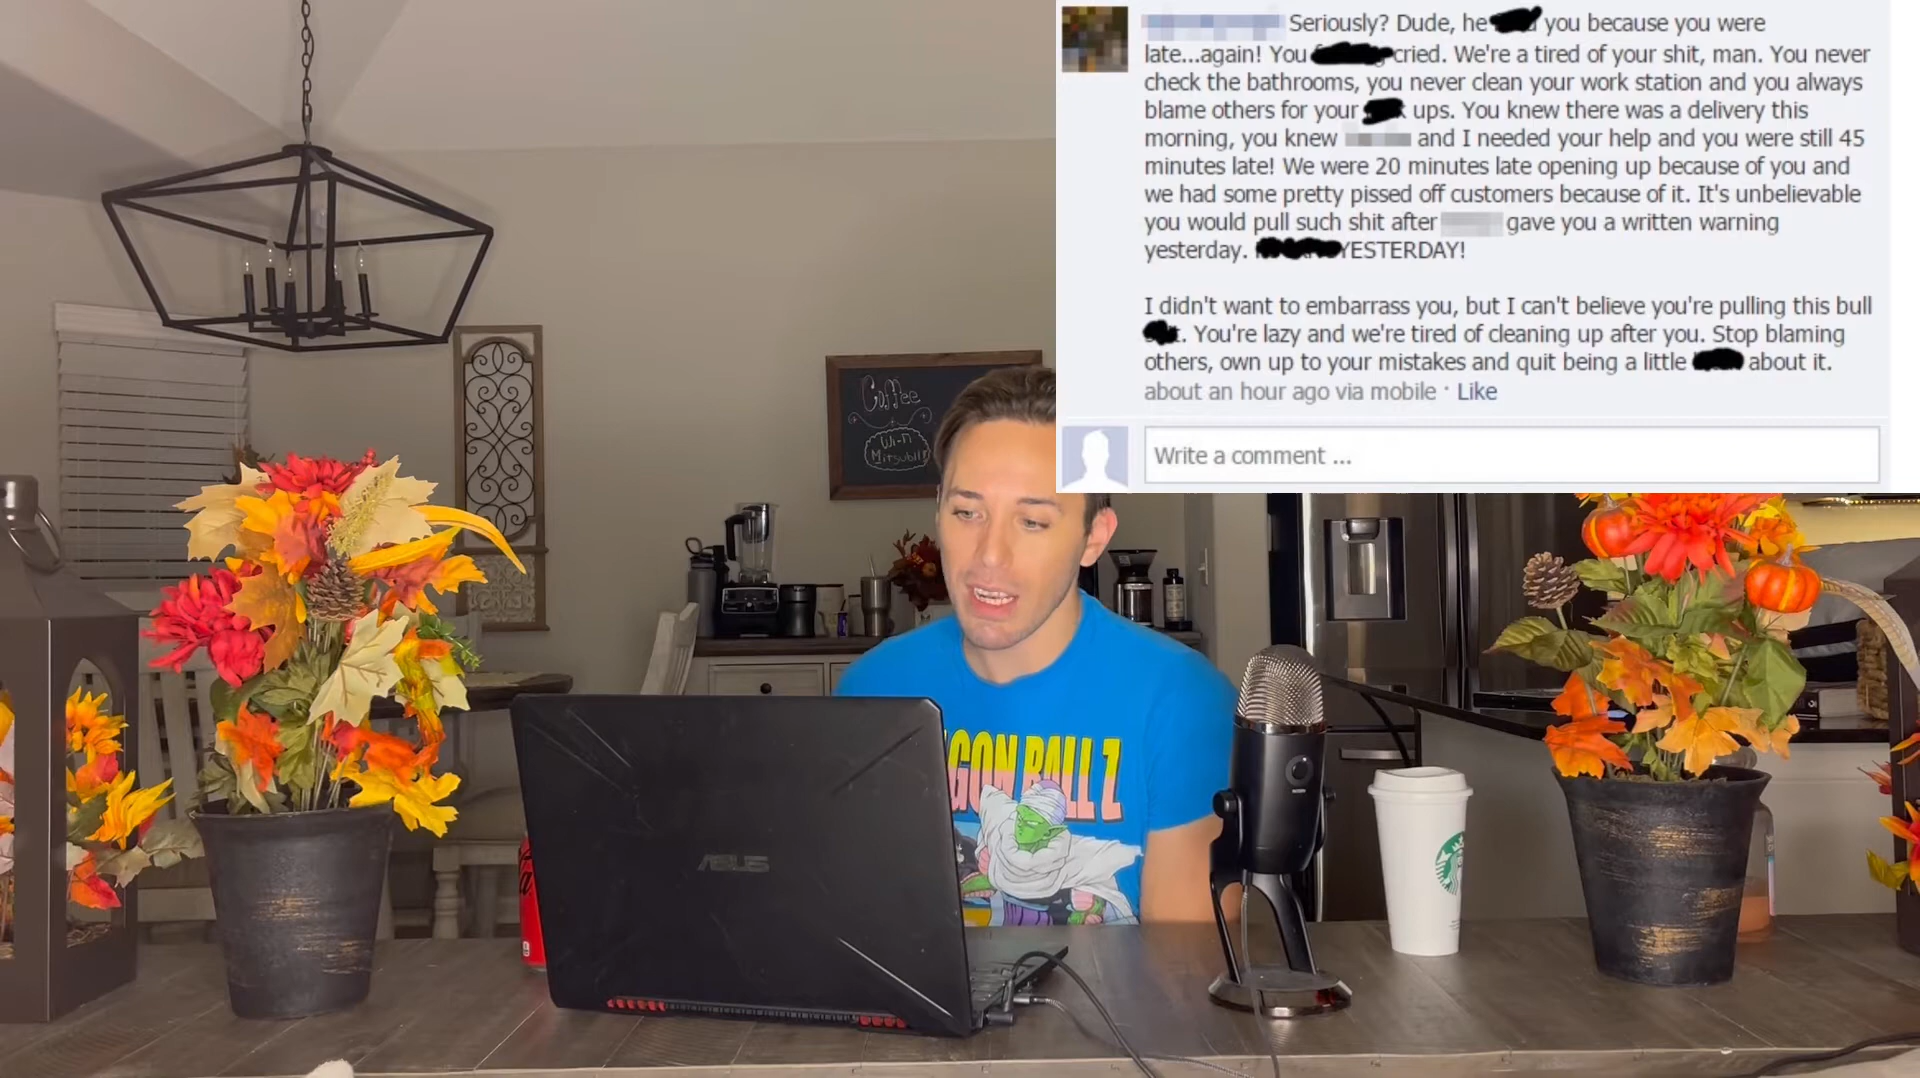 Seriously? Dude, he you because you were
late...again! You cried. We're a tired of your shit, man. You never
check the bathrooms, you never clean your work station and you always
blame others for your ups. You knew there was a delivery this
morning, you knew and I needed your help and you were still 45
minutes late! We were 20 minutes late opening up because of you and
we had some pretty pissed off customers because of it. It's unbelievable
you would pull such shit after gave you a written warning
yesterday. YESTERDAY!
I didn't want to embarrass you, but I can't believe you're pulling this bull
. You're lazy and we're tired of cleaning up after you. Stop blaming
others, own up to your mistakes and quit being a little about it.
about an hour ago via mobile · Like
Write a comment ...
Coffee
Wi-Fi
ASUS
GON BALL Z